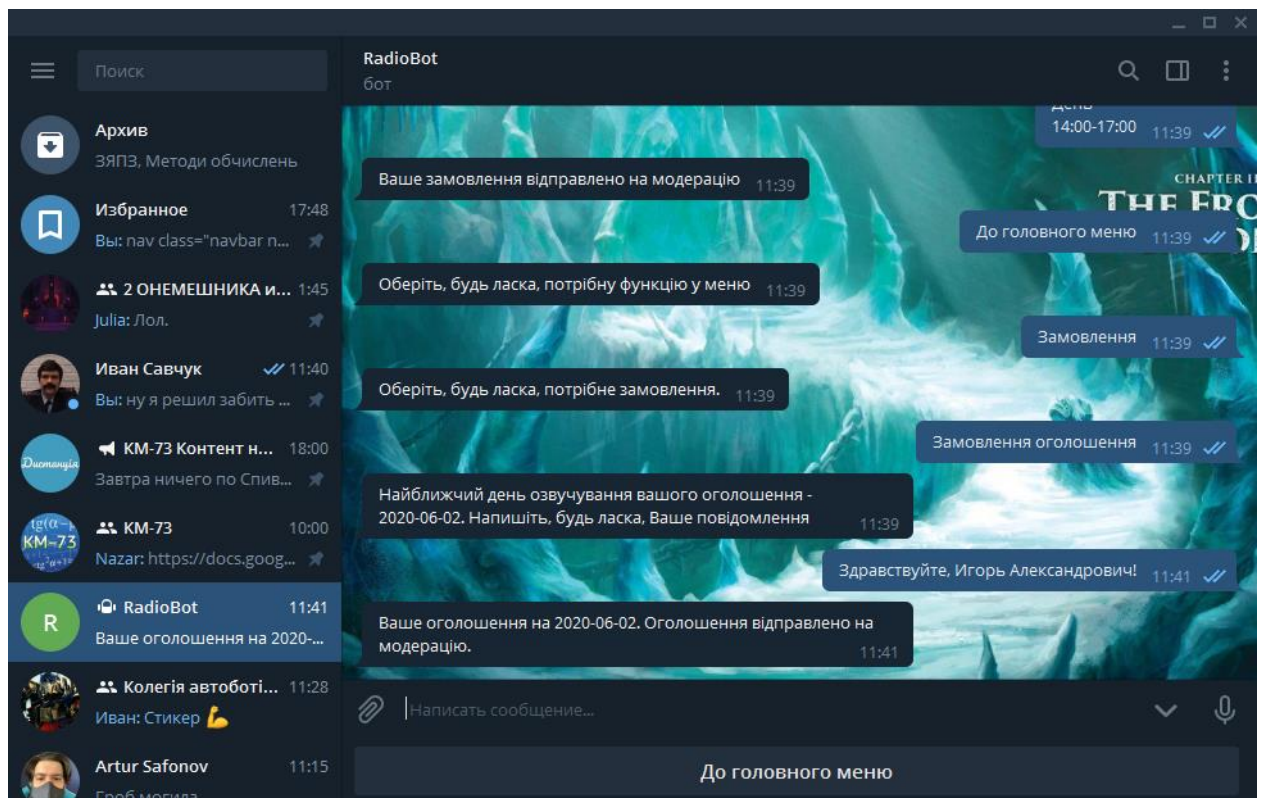 Поиск
Архив
ЗЯПЗ, Методи обчислень
Избранное 17:48
Вы: nav class="navbar n...
2 ОНЕМЕШНИКА и... 1:45
Julia: Лол.
Иван Савчук 11:40
Вы: ну я решил забить ...
Дистанція
КМ-73 Контент н... 18:00
Завтра ничего по Спив...
КМ-73
КМ-73 10:00
Nazar: https://docs.goog...
R
RadioBot 11:41
Ваше оголошення на 2020-...
Колегія автоботі... 11:28
Иван: Стикер 💪
Artur Safonov 11:15
RadioBot
бот
День
14:00-17:00 11:39
Ваше замовлення відправлено на модерацію 11:39
CHAPTER II
THE FRO
До головного меню 11:39
Оберіть, будь ласка, потрібну функцію у меню 11:39
Замовлення 11:39
Оберіть, будь ласка, потрібне замовлення. 11:39
Замовлення оголошення 11:39
Найближчий день озвучування вашого оголошення -
2020-06-02. Напишіть, будь ласка, Ваше повідомлення 11:39
Здравствуйте, Игорь Александрович! 11:41
Ваше оголошення на 2020-06-02. Оголошення відправлено на
модерацію. 11:41
Написать сообщение...
До головного меню